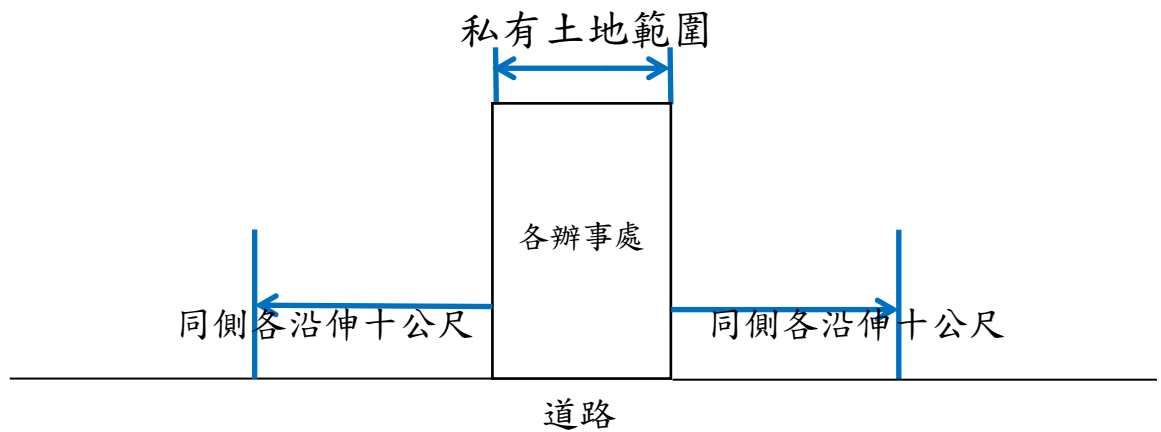 私有土地範圍
各辦事處
同側各沿伸十公尺
同側各沿伸十公尺
道路